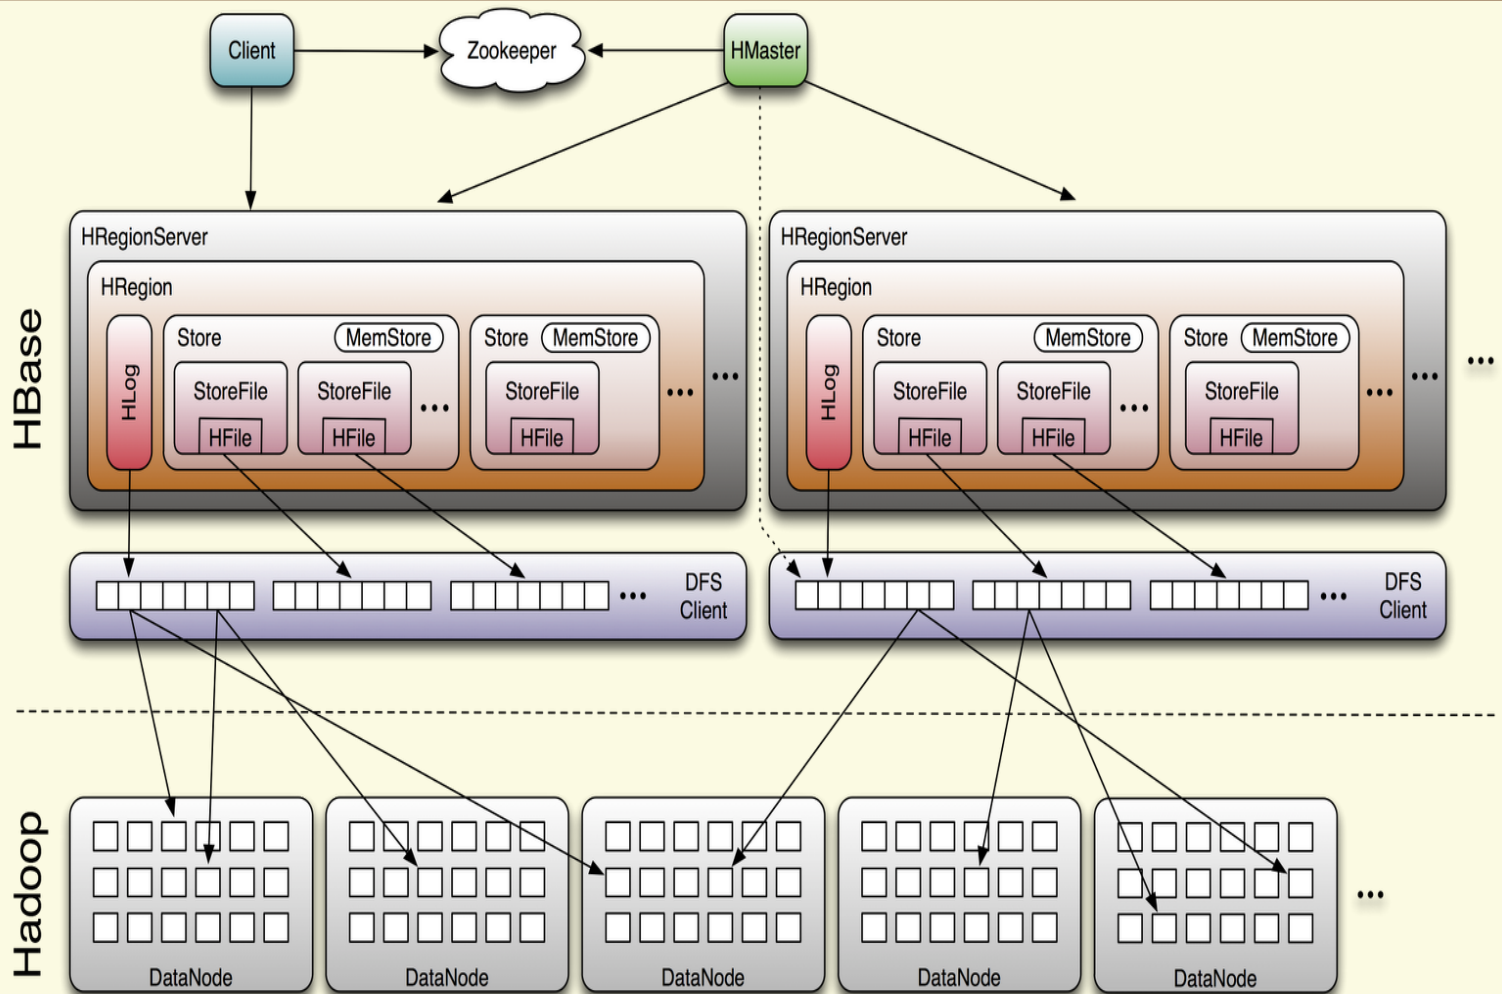 Client
Zookeeper
HMaster
HBase
HRegionServer
HRegion
HLog
Store
MemStore
StoreFile
HFile
StoreFile
HFile
...
Store
MemStore
StoreFile
HFile
...
...
HRegionServer
HRegion
HLog
Store
MemStore
StoreFile
HFile
StoreFile
HFile
...
Store
MemStore
StoreFile
HFile
...
...
...
...
DFS
Client
...
DFS
Client
Hadoop
DataNode
DataNode
DataNode
DataNode
DataNode
...